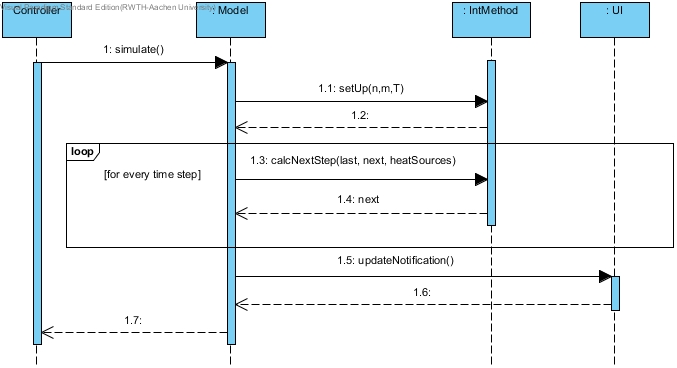 Visual Paradigm Standard Edition(RWTH-Aachen University)
Controller
: Model
: IntMethod
: UI
1: simulate()
1.1: setUp(n,m,T)
1.2:
loop
[for every time step]
1.3: calcNextStep(last, next, heatSources)
1.4: next
1.5: updateNotification()
1.6:
1.7: